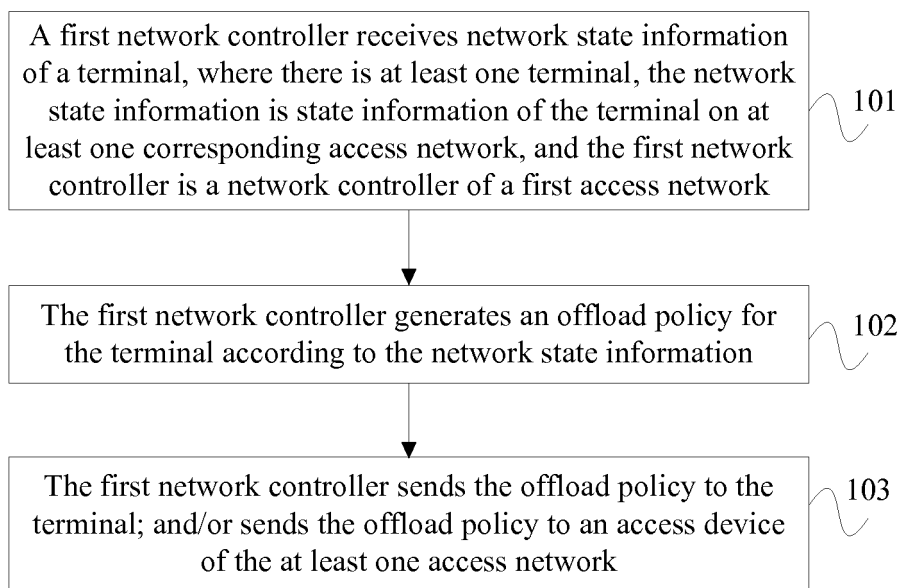 A first network controller receives network state information
of a terminal, where there is at least one terminal, the network
state information is state information of the terminal on at
least one corresponding access network, and the first network
controller is a network controller of a first access network
101
The first network controller generates an offload policy for
the terminal according to the network state information
102
The first network controller sends the offload policy to the
terminal; and/or sends the offload policy to an access device
of the at least one access network
103